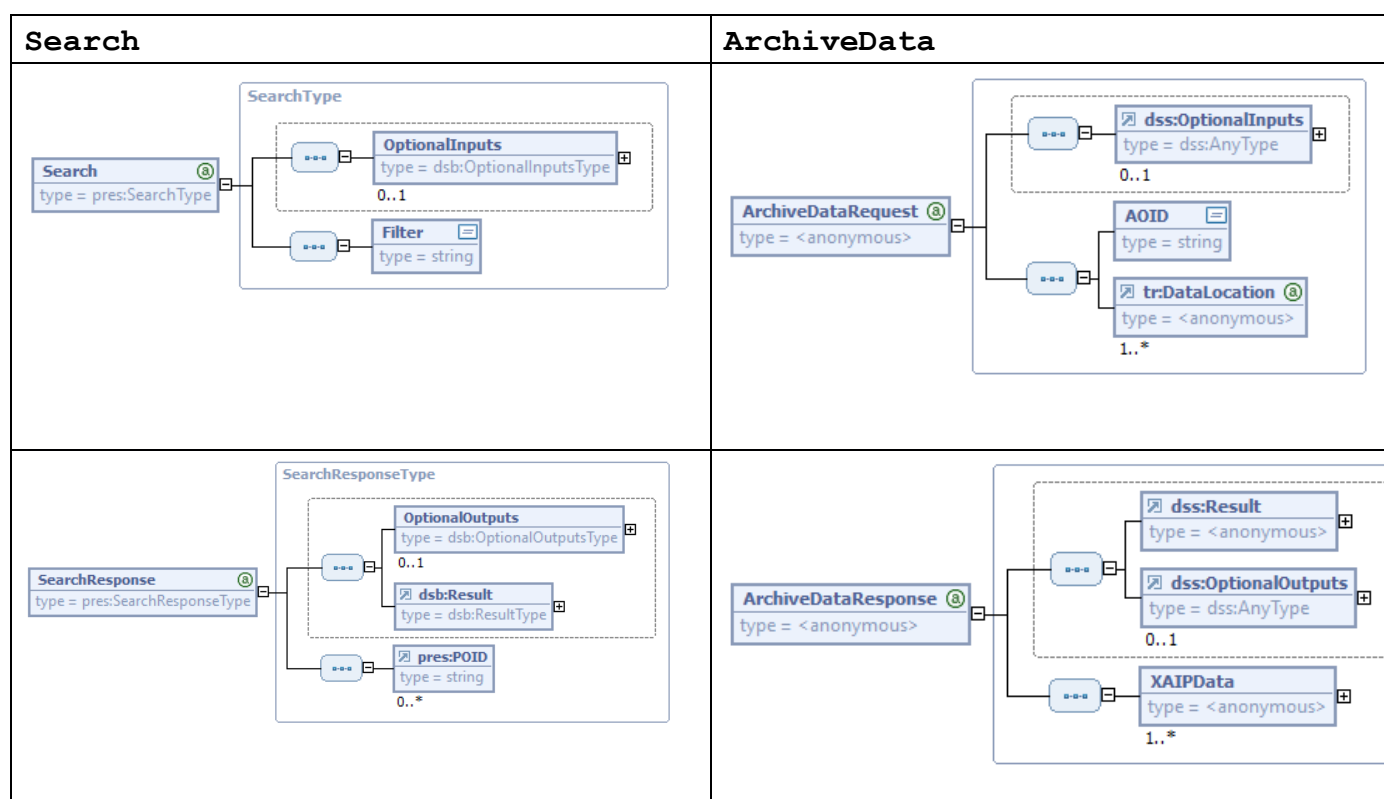 Search
ArchiveData
SearchType
OptionalInputs
type = dsb:OptionalInputsType
0..1
Search
type = pres:SearchType
Filter
type = string
dss:OptionalInputs
type = dss:AnyType
0..1
ArchiveDataRequest
type = <anonymous>
AOID
type = string
tr:DataLocation
type = <anonymous>
1..*
SearchResponseType
OptionalOutputs
type = dsb:OptionalOutputsType
0..1
SearchResponse
type = pres:SearchResponseType
dsb:Result
type = dsb:ResultType
pres:POID
type = string
0..*
dss:Result
type = <anonymous>
ArchiveDataResponse
type = <anonymous>
dss:OptionalOutputs
type = dss:AnyType
0..1
XAIPData
type = <anonymous>
1..*